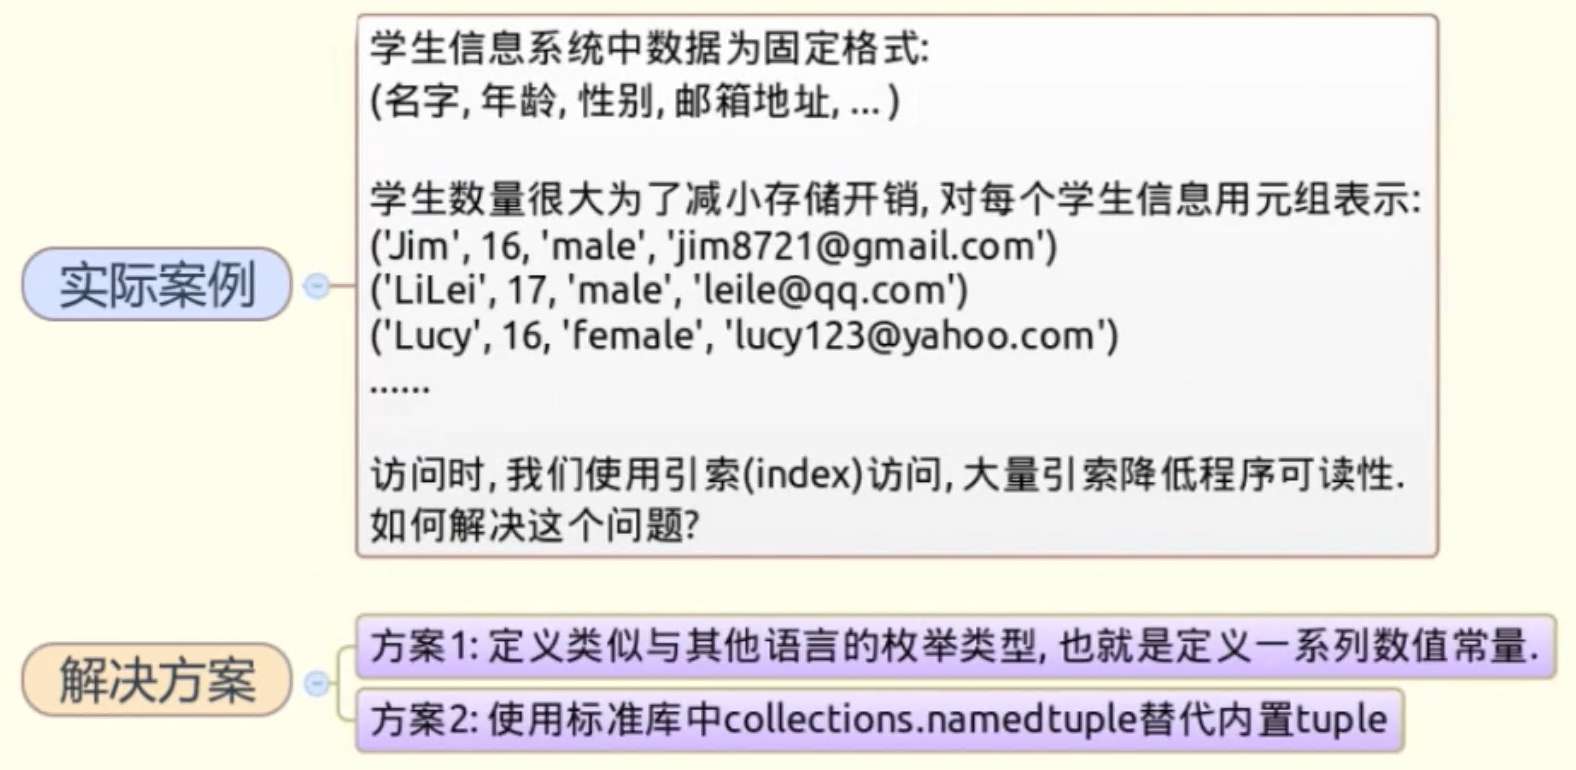 实际案例
学生信息系统中数据为固定格式:
(名字, 年龄, 性别, 邮箱地址, ... )
学生数量很大为了减小存储开销, 对每个学生信息用元组表示:
('Jim', 16, 'male', 'jim8721@gmail.com')
('LiLei', 17, 'male', 'leile@qq.com')
('Lucy', 16, 'female', 'lucy123@yahoo.com')
......
访问时, 我们使用引索(index)访问, 大量引索降低程序可读性.
如何解决这个问题?
解决方案
方案1: 定义类似与其他语言的枚举类型, 也就是定义一系列数值常量.
方案2: 使用标准库中collections.namedtuple替代内置tuple